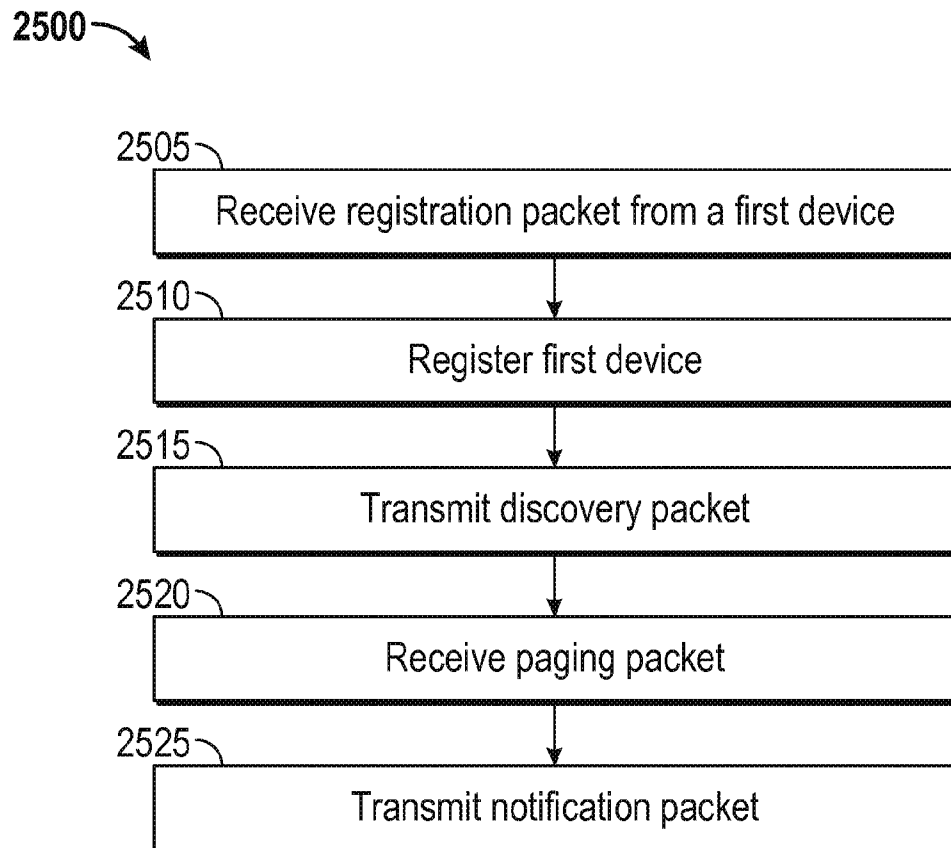 2500
2505
Receive registration packet from a first device
2510
Register first device
2515
Transmit discovery packet
2520
Receive paging packet
2525
Transmit notification packet